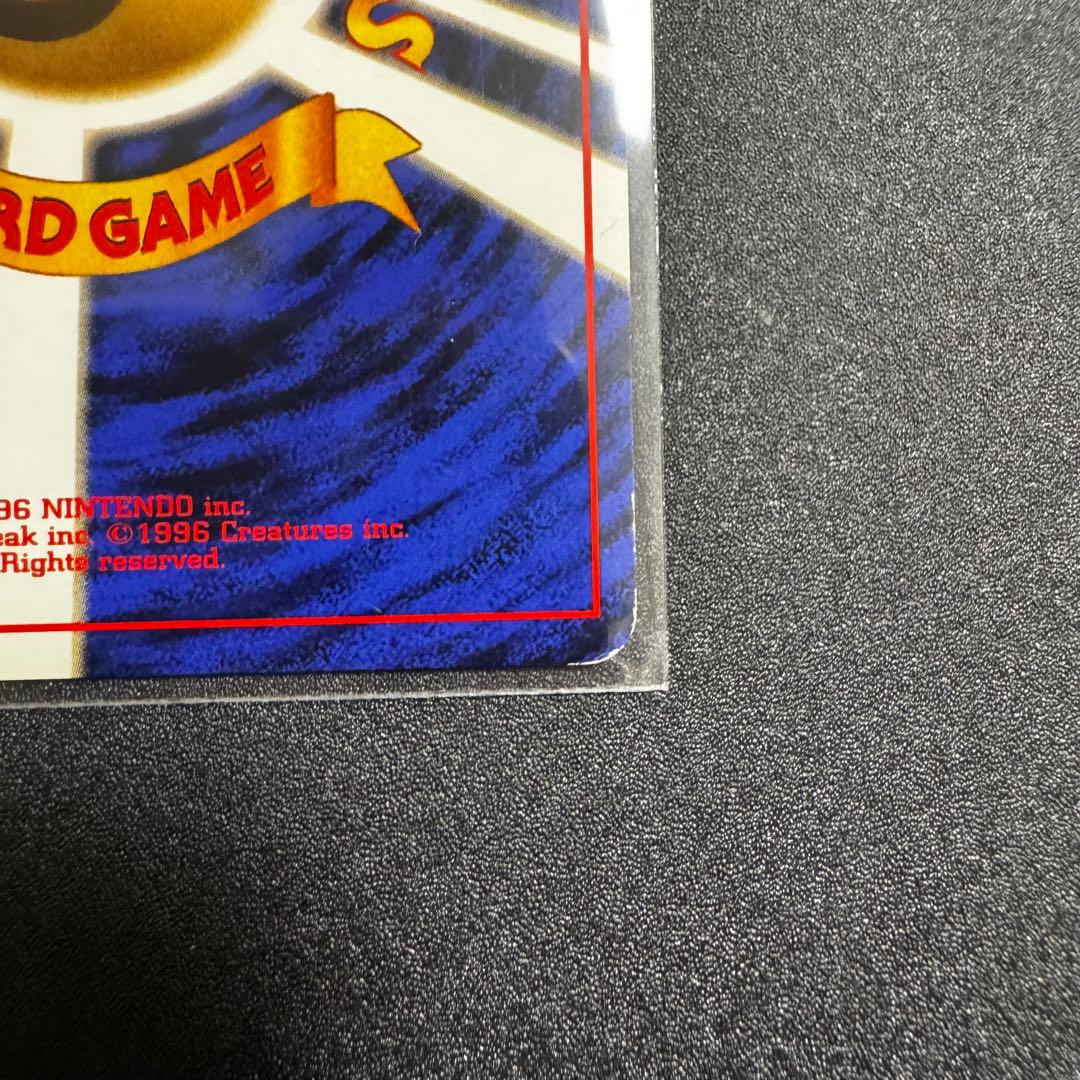 S
RD GAME
96 NINTENDO inc.
eak inc. ©1996 Creatures inc.
Rights reserved.